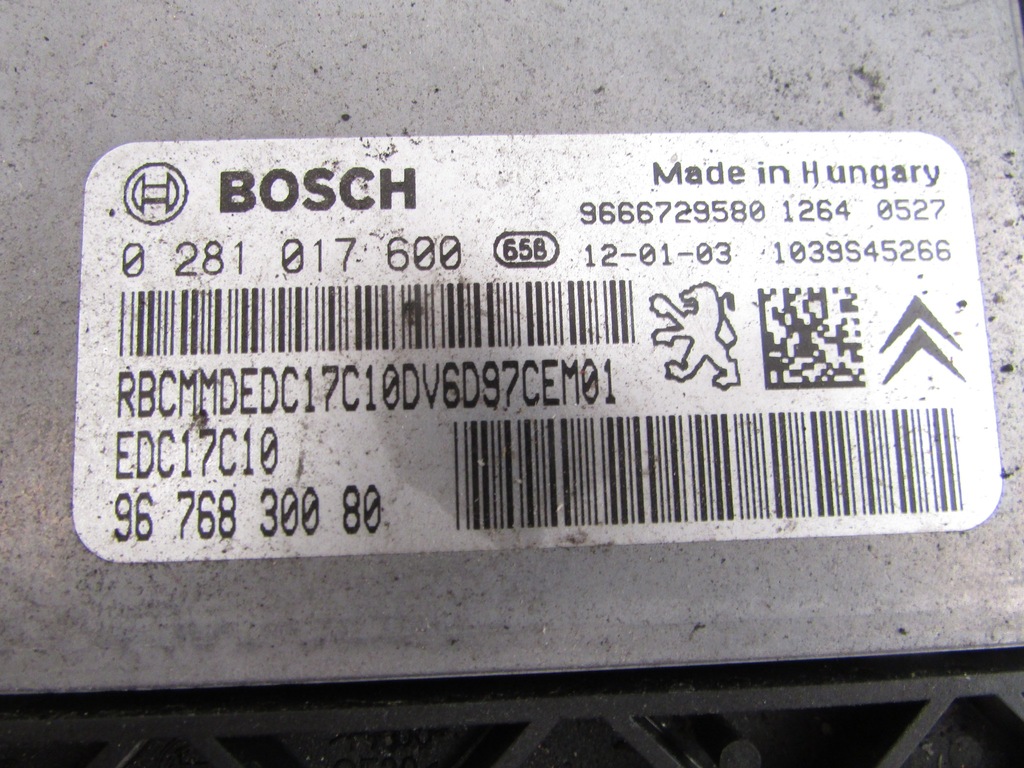 BOSCH
Made in Hungary
9666729580 1264 0527
0 281 017 600 658 12-01-03 1039S45266
RBCMMDEDC17C10DV6D97CEM01
EDC17C10
96 768 300 80